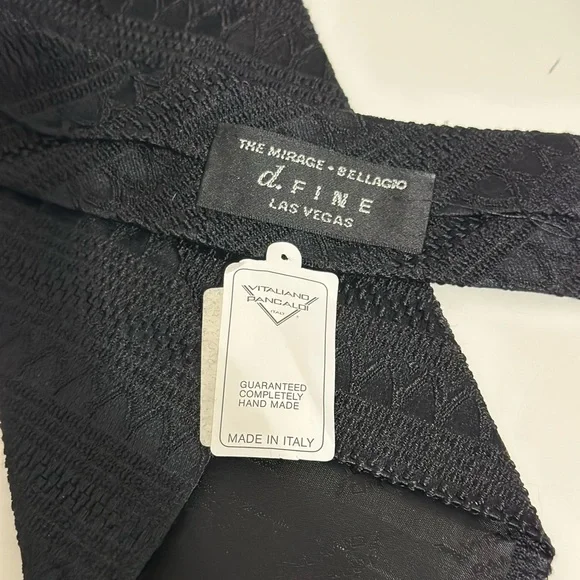 THE MIRAGE • BELLAGIO
d. FINE
LAS VEGAS
VITALIANO
PANCALDI
ITALY
GUARANTEED
COMPLETELY
HAND MADE
MADE IN ITALY